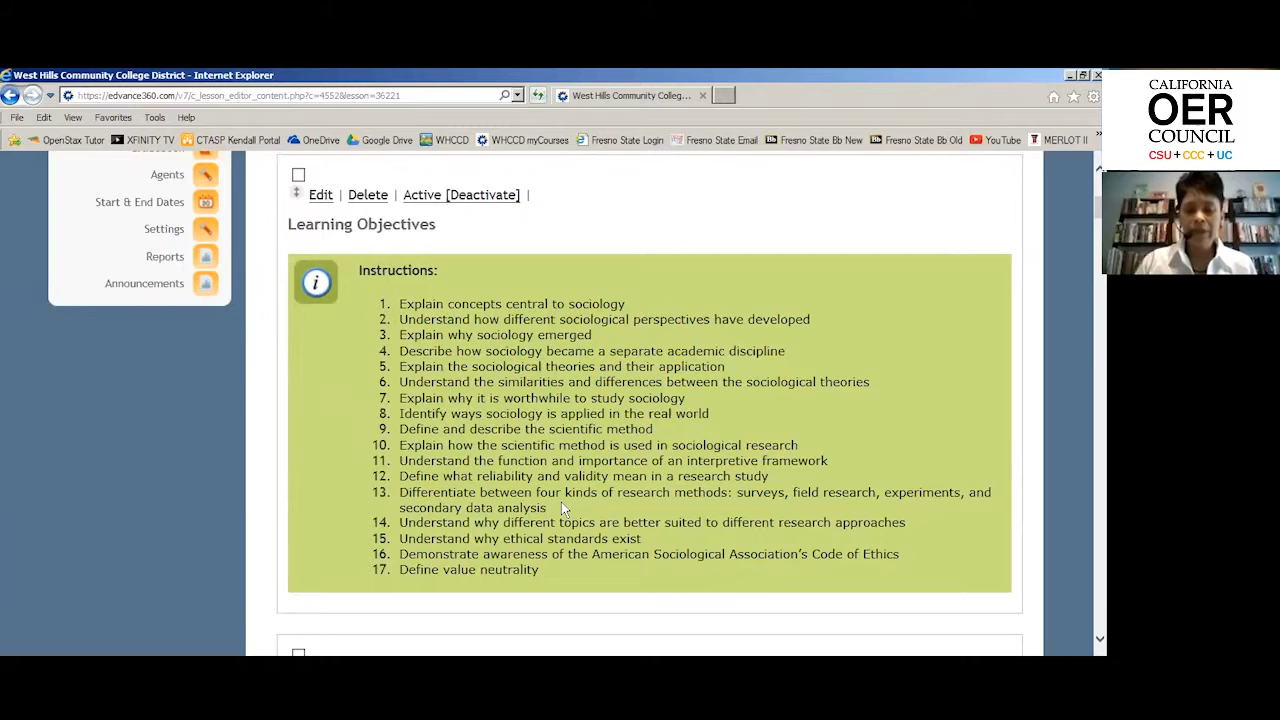 West Hills Community College District - Internet Explorer
https://edvance360.com/v7/c_lesson_editor_content.php?c=4552&lesson=36221
West Hills Community Colleg...
File Edit View Favorites Tools Help
OpenStax Tutor XFINITY TV CTASP Kendall Portal OneDrive Google Drive WHCCD WHCCD myCourses Fresno State Login Fresno State Email Bb Fresno State Bb New Bb Fresno State Bb Old YouTube MERLOT II
CALIFORNIA
OER
COUNCIL
CSU + CCC + UC
Agents
Start & End Dates
Settings
Reports
Announcements
Edit | Delete | Active [Deactivate] |
Learning Objectives
Instructions:
1. Explain concepts central to sociology
2. Understand how different sociological perspectives have developed
3. Explain why sociology emerged
4. Describe how sociology became a separate academic discipline
5. Explain the sociological theories and their application
6. Understand the similarities and differences between the sociological theories
7. Explain why it is worthwhile to study sociology
8. Identify ways sociology is applied in the real world
9. Define and describe the scientific method
10. Explain how the scientific method is used in sociological research
11. Understand the function and importance of an interpretive framework
12. Define what reliability and validity mean in a research study
13. Differentiate between four kinds of research methods: surveys, field research, experiments, and
secondary data analysis
14. Understand why different topics are better suited to different research approaches
15. Understand why ethical standards exist
16. Demonstrate awareness of the American Sociological Association's Code of Ethics
17. Define value neutrality